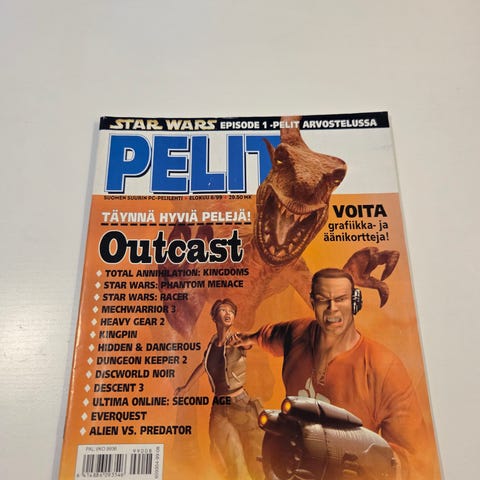 STAR WARS EPISODE 1 -PELIT ARVOSTELUSSA
PELIT
SUOMEN SUURIN PC-PELILEHTI • ELOKUU 8/99 • 29.50 MK
TÄYNNÄ HYVIÄ PELEJÄ!
VOITA
grafiikka- ja
äänikortteja!
Outcast
TOTAL ANNIHILATION: KINGDOMS
STAR WARS: PHANTOM MENACE
STAR WARS: RACER
MECHWARRIOR 3
HEAVY GEAR 2
KINGPIN
HIDDEN & DANGEROUS
DUNGEON KEEPER 2
DISCWORLD NOIR
DESCENT 3
ULTIMA ONLINE: SECOND AGE
EVERQUEST
ALIEN VS. PREDATOR
99008